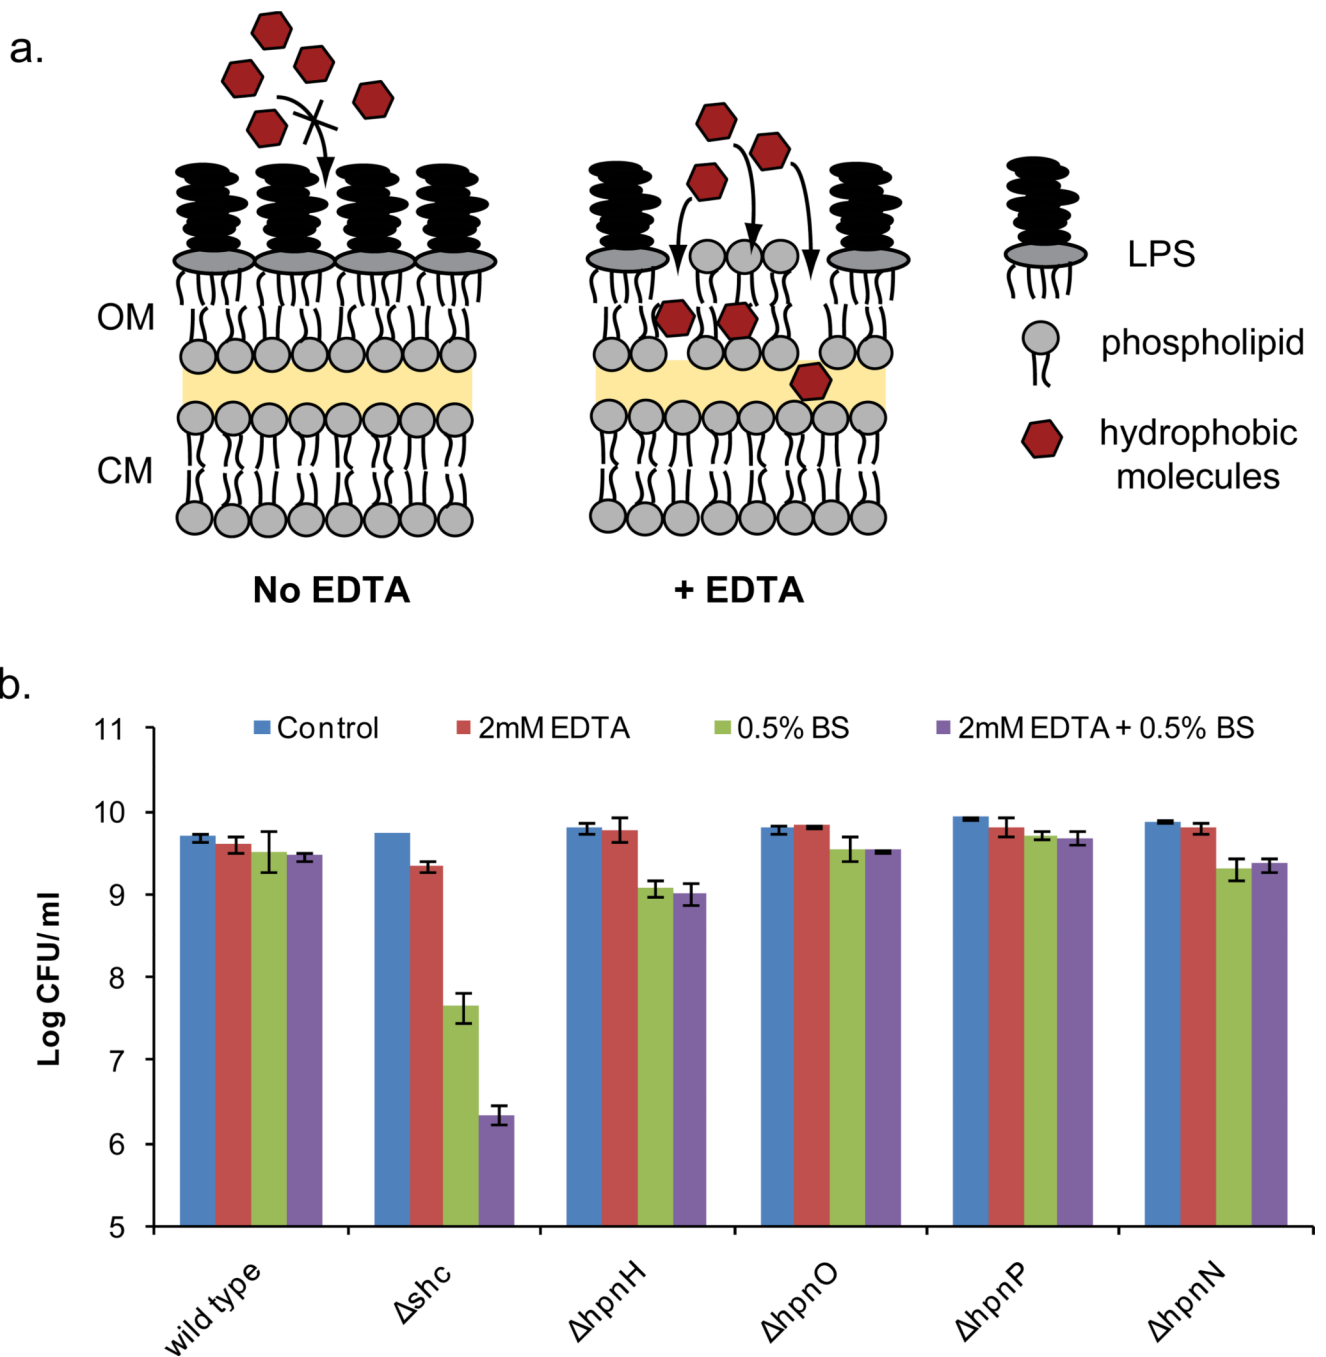 a.
OM
CM
No EDTA
+ EDTA
LPS
phospholipid
hydrophobic
molecules
b.
Control
2mM EDTA
0.5% BS
2mM EDTA + 0.5% BS
Log CFU/ml
11
10
9
8
7
6
5
wild type
Δshc
ΔhpnH
ΔhpnO
ΔhpnP
ΔhpnN